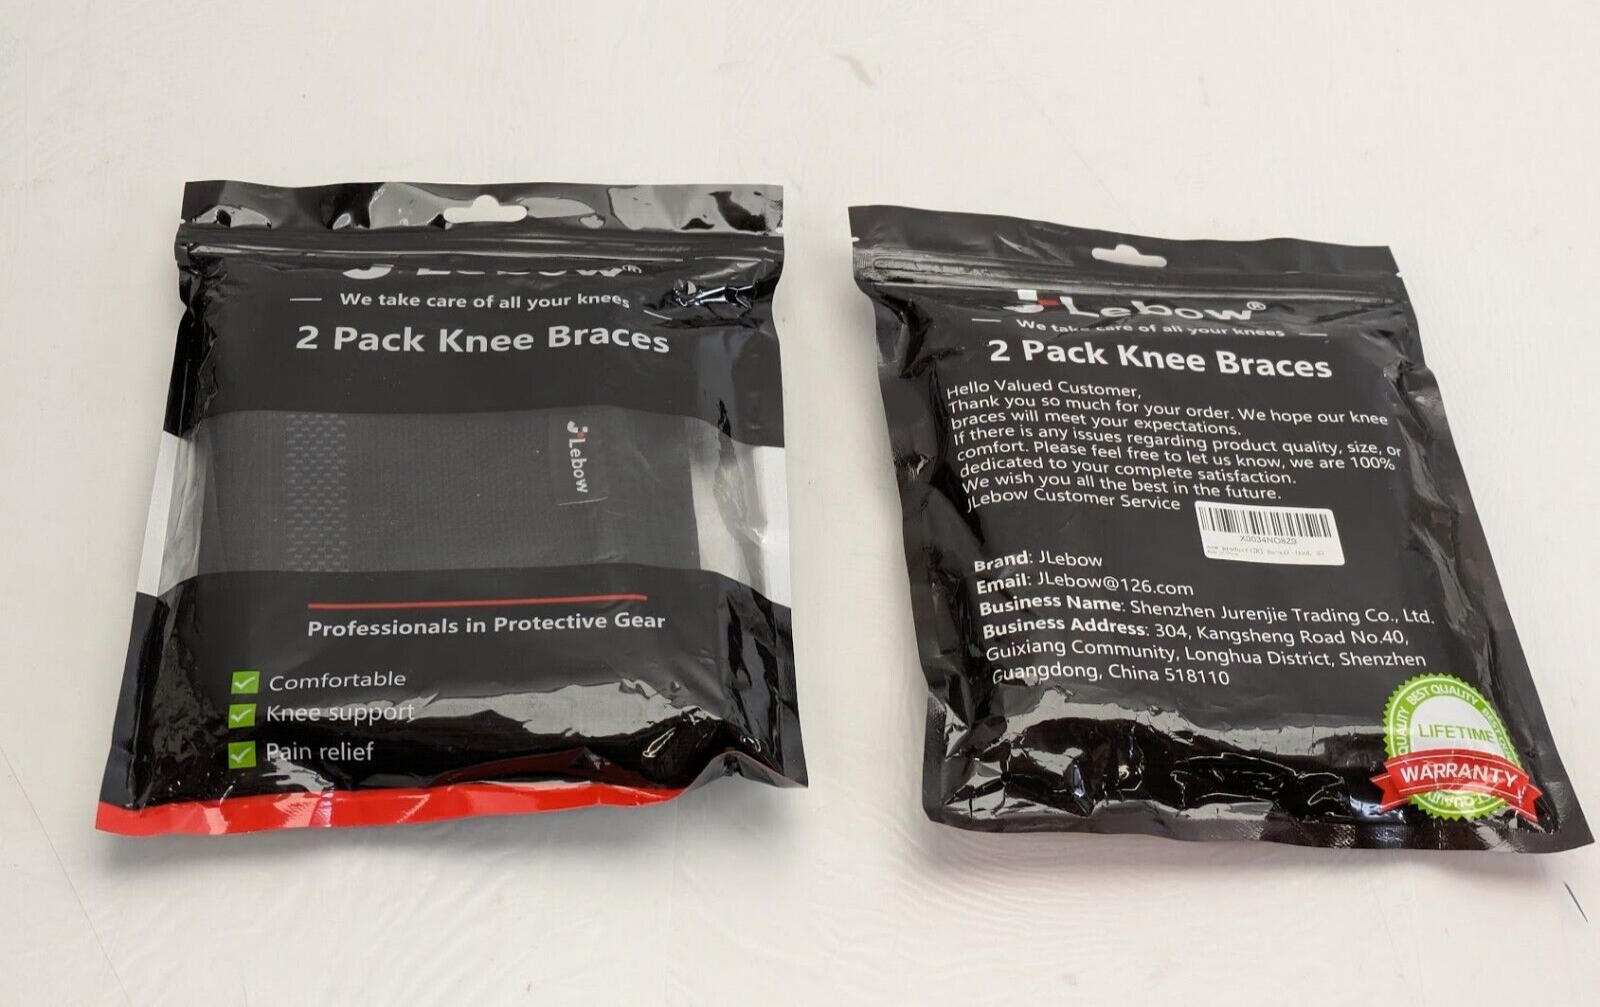 JLebow®
We take care of all your knees
2 Pack Knee Braces
JLebow
Professionals in Protective Gear
Comfortable
Knee support
Pain relief
JLebow®
We take care of all your knees
2 Pack Knee Braces
Hello Valued Customer,
Thank you so much for your order. We hope our knee
braces will meet your expectations.
If there is any issues regarding product quality, size, or
comfort. Please feel free to let us know, we are 100%
dedicated to your complete satisfaction.
We wish you all the best in the future.
JLebow Customer Service
X0034NO8Z9
Brand: JLebow
Email: JLebow@126.com
Business Name: Shenzhen Jurenjie Trading Co., Ltd.
Business Address: 304, Kangsheng Road No.40,
Guixiang Community, Longhua District, Shenzhen
Guangdong, China 518110
QUALITY BEST QUALITY
LIFETIME
WARRANTY